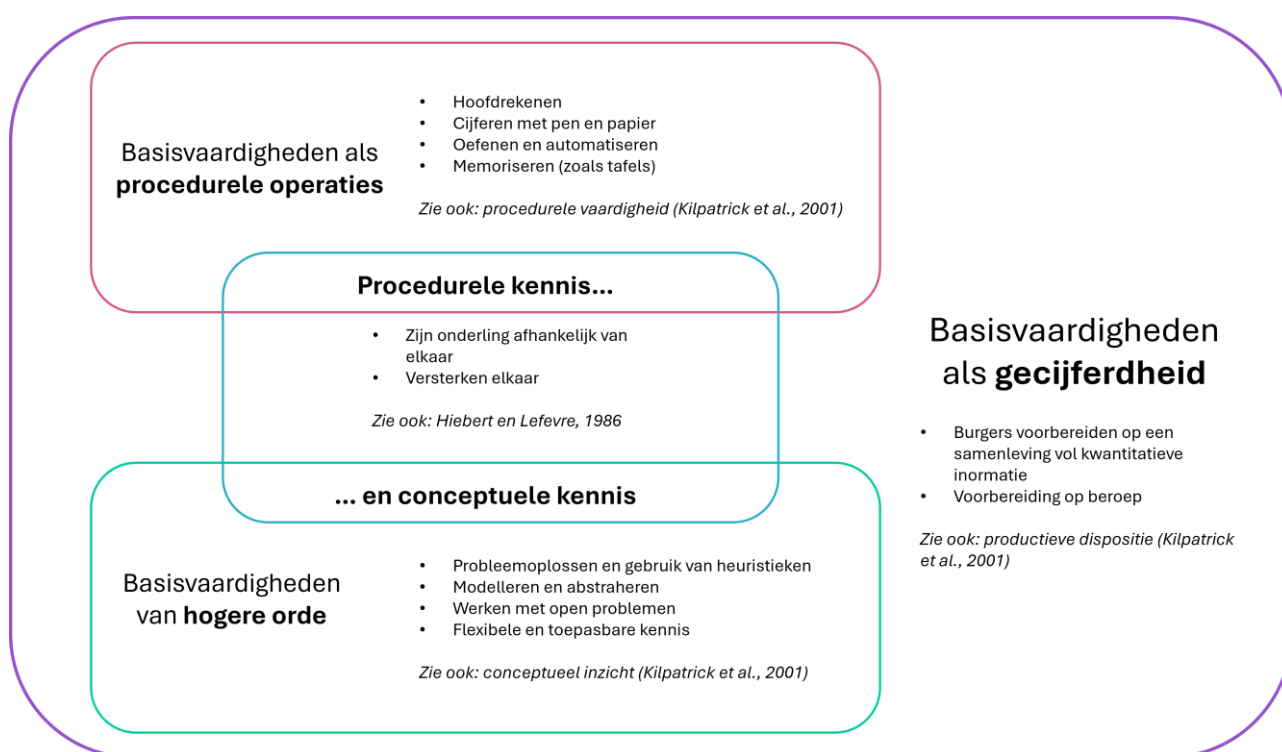 Basisvaardigheden als
procedurele operaties
• Hoofdrekenen
• Cijferen met pen en papier
• Oefenen en automatiseren
• Memoriseren (zoals tafels)
Zie ook: procedurele vaardigheid (Kilpatrick et al., 2001)
Procedurele kennis...
• Zijn onderling afhankelijk van
elkaar
• Versterken elkaar
Zie ook: Hiebert en Lefevre, 1986
... en conceptuele kennis
Basisvaardigheden
van hogere orde
• Probleemoplossen en gebruik van heuristieken
• Modelleren en abstraheren
• Werken met open problemen
• Flexibele en toepasbare kennis
Zie ook: conceptueel inzicht (Kilpatrick et al., 2001)
Basisvaardigheden
als gecijferdheid
• Burgers voorbereiden op een
samenleving vol kwantitatieve
inormatie
• Voorbereiding op beroep
Zie ook: productieve dispositie (Kilpatrick
et al., 2001)